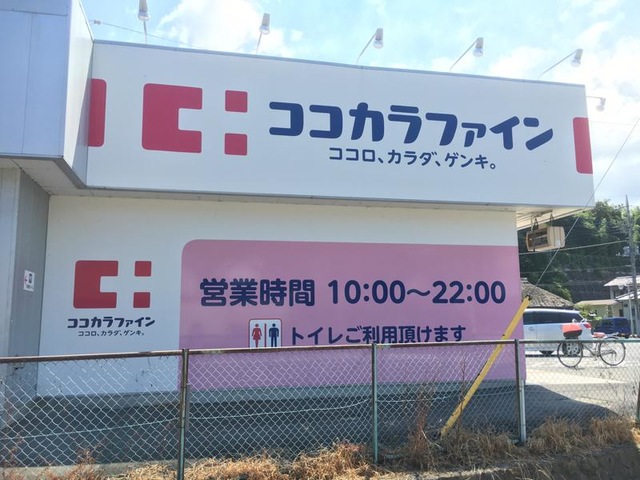 ココカラファイン
ココロ、カラダ、ゲンキ。
営業時間 10:00〜22:00
ココカラファイン
ココロ、カラダ、ゲンキ。
トイレご利用頂けます